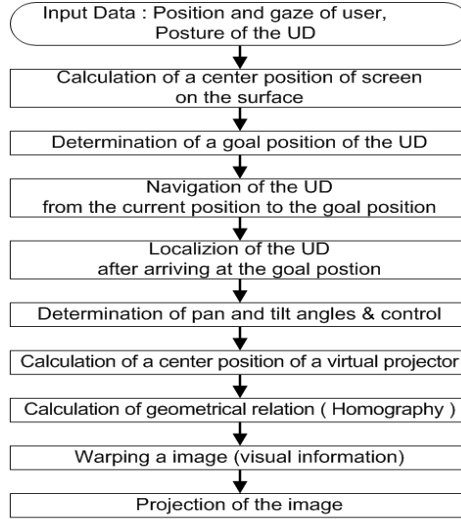 Input Data : Position and gaze of user,
Posture of the UD
Calculation of a center position of screen
on the surface
Determination of a goal position of the UD
Navigation of the UD
from the current position to the goal position
Localizion of the UD
after arriving at the goal postion
Determination of pan and tilt angles & control
Calculation of a center position of a virtual projector
Calculation of geometrical relation ( Homography )
Warping a image (visual information)
Projection of the image